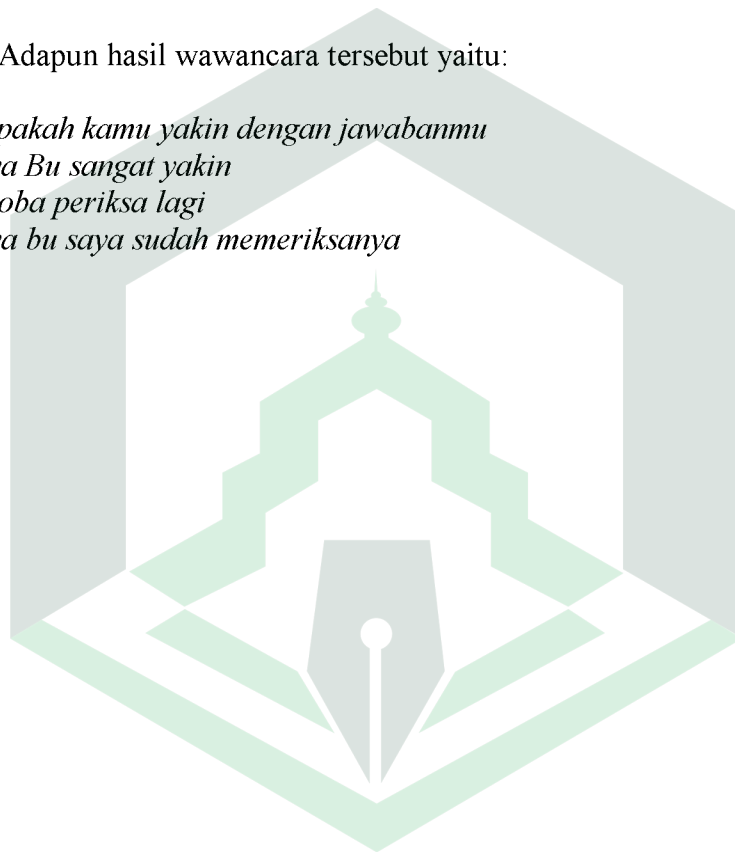 Adapun hasil wawancara tersebut yaitu:
pakah kamu yakin dengan jawabanmu
a Bu sangat yakin
oba periksa lagi
a bu saya sudah memeriksanya